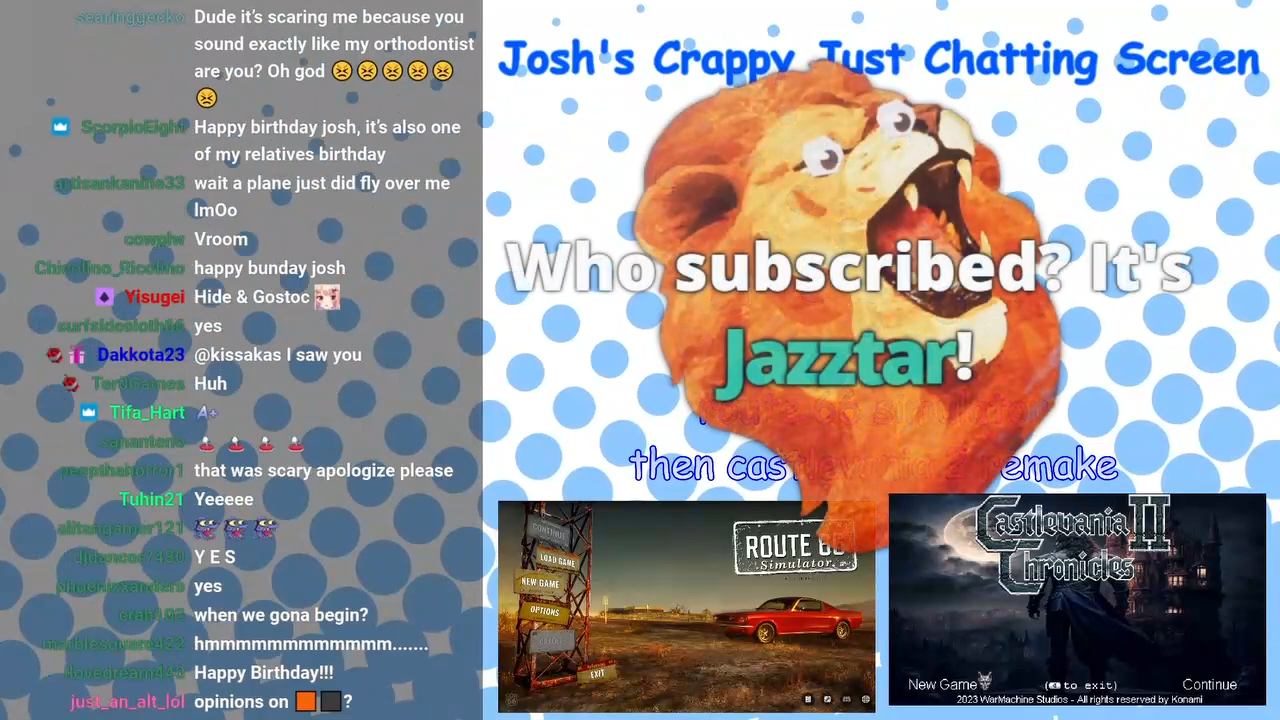 searinggecko Dude it's scaring me because you
sound exactly like my orthodontist
are you? Oh god
ScorpioEight Happy birthday josh, it's also one
of my relatives birthday
artisankanine33 wait a plane just did fly over me
lmOo
Vroom
happy bunday josh
Yisugei Hide & Gostoc
yes
Dakkota23 @kissakas I saw you
Huh
Tifa_Hart A+
that was scary apologize please
Tuhin21 Yeeeee
Y E S
yes
when we gona begin?
hmmmmmmmmmmm.......
Happy Birthday!!!
just_an_alt_lol opinions on ?
Josh's Crappy Just Chatting Screen
Who subscribed? It's
Jazztar!
then castlevania 2 remake
CONTINUE
LOAD GAME
NEW GAME
OPTIONS
EXIT
ROUTE
Simulator
Castlevania II
Chronicles
New Game
( to exit)
Continue
2023 WarMachine Studios - All rights reserved by Konami